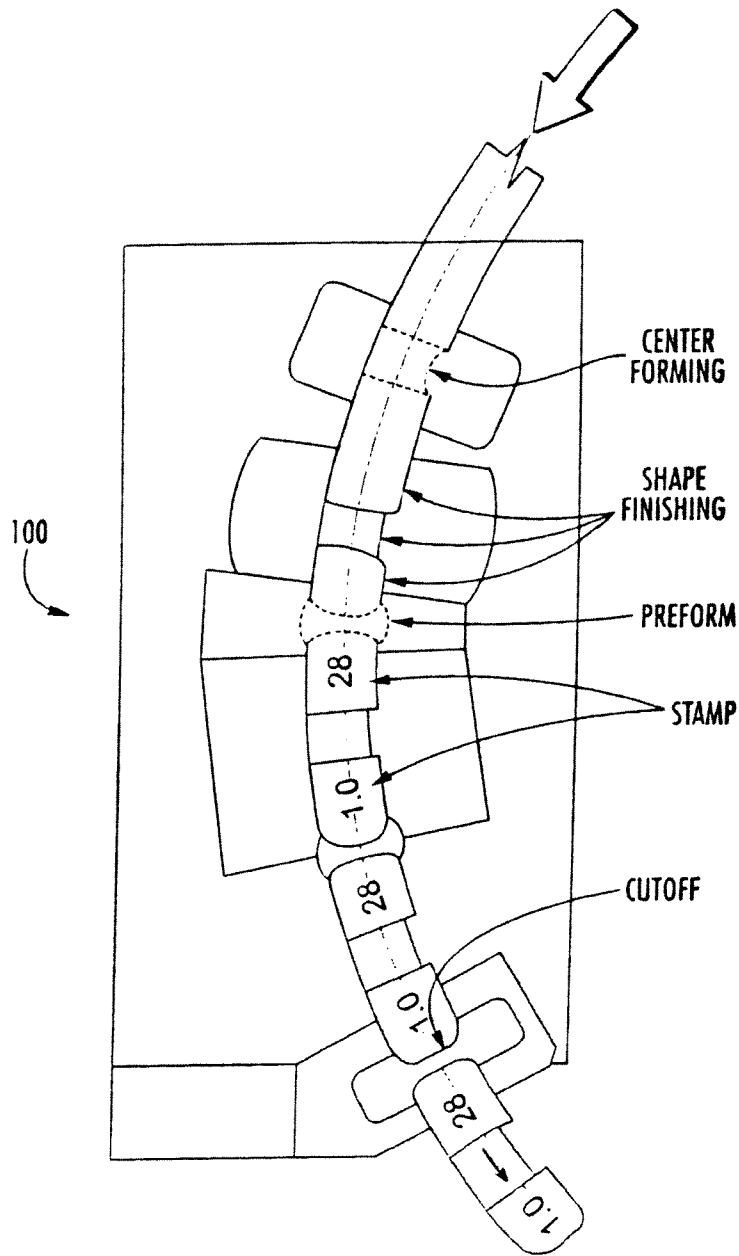 CENTER
FORMING
SHAPE
FINISHING
100
PREFORM
28
STAMP
1.0
28
CUTOFF
1.0
28
1.0